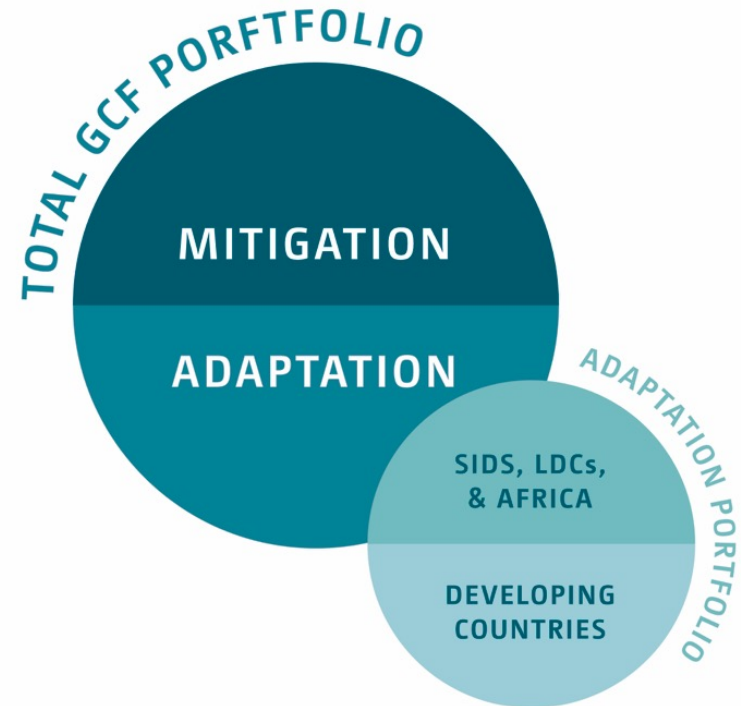 TOTAL GCF PORFTFOLIO
MITIGATION
ADAPTATION
ADAPTATION PORTFOLIO
SIDS, LDCs,
& AFRICA
DEVELOPING
COUNTRIES